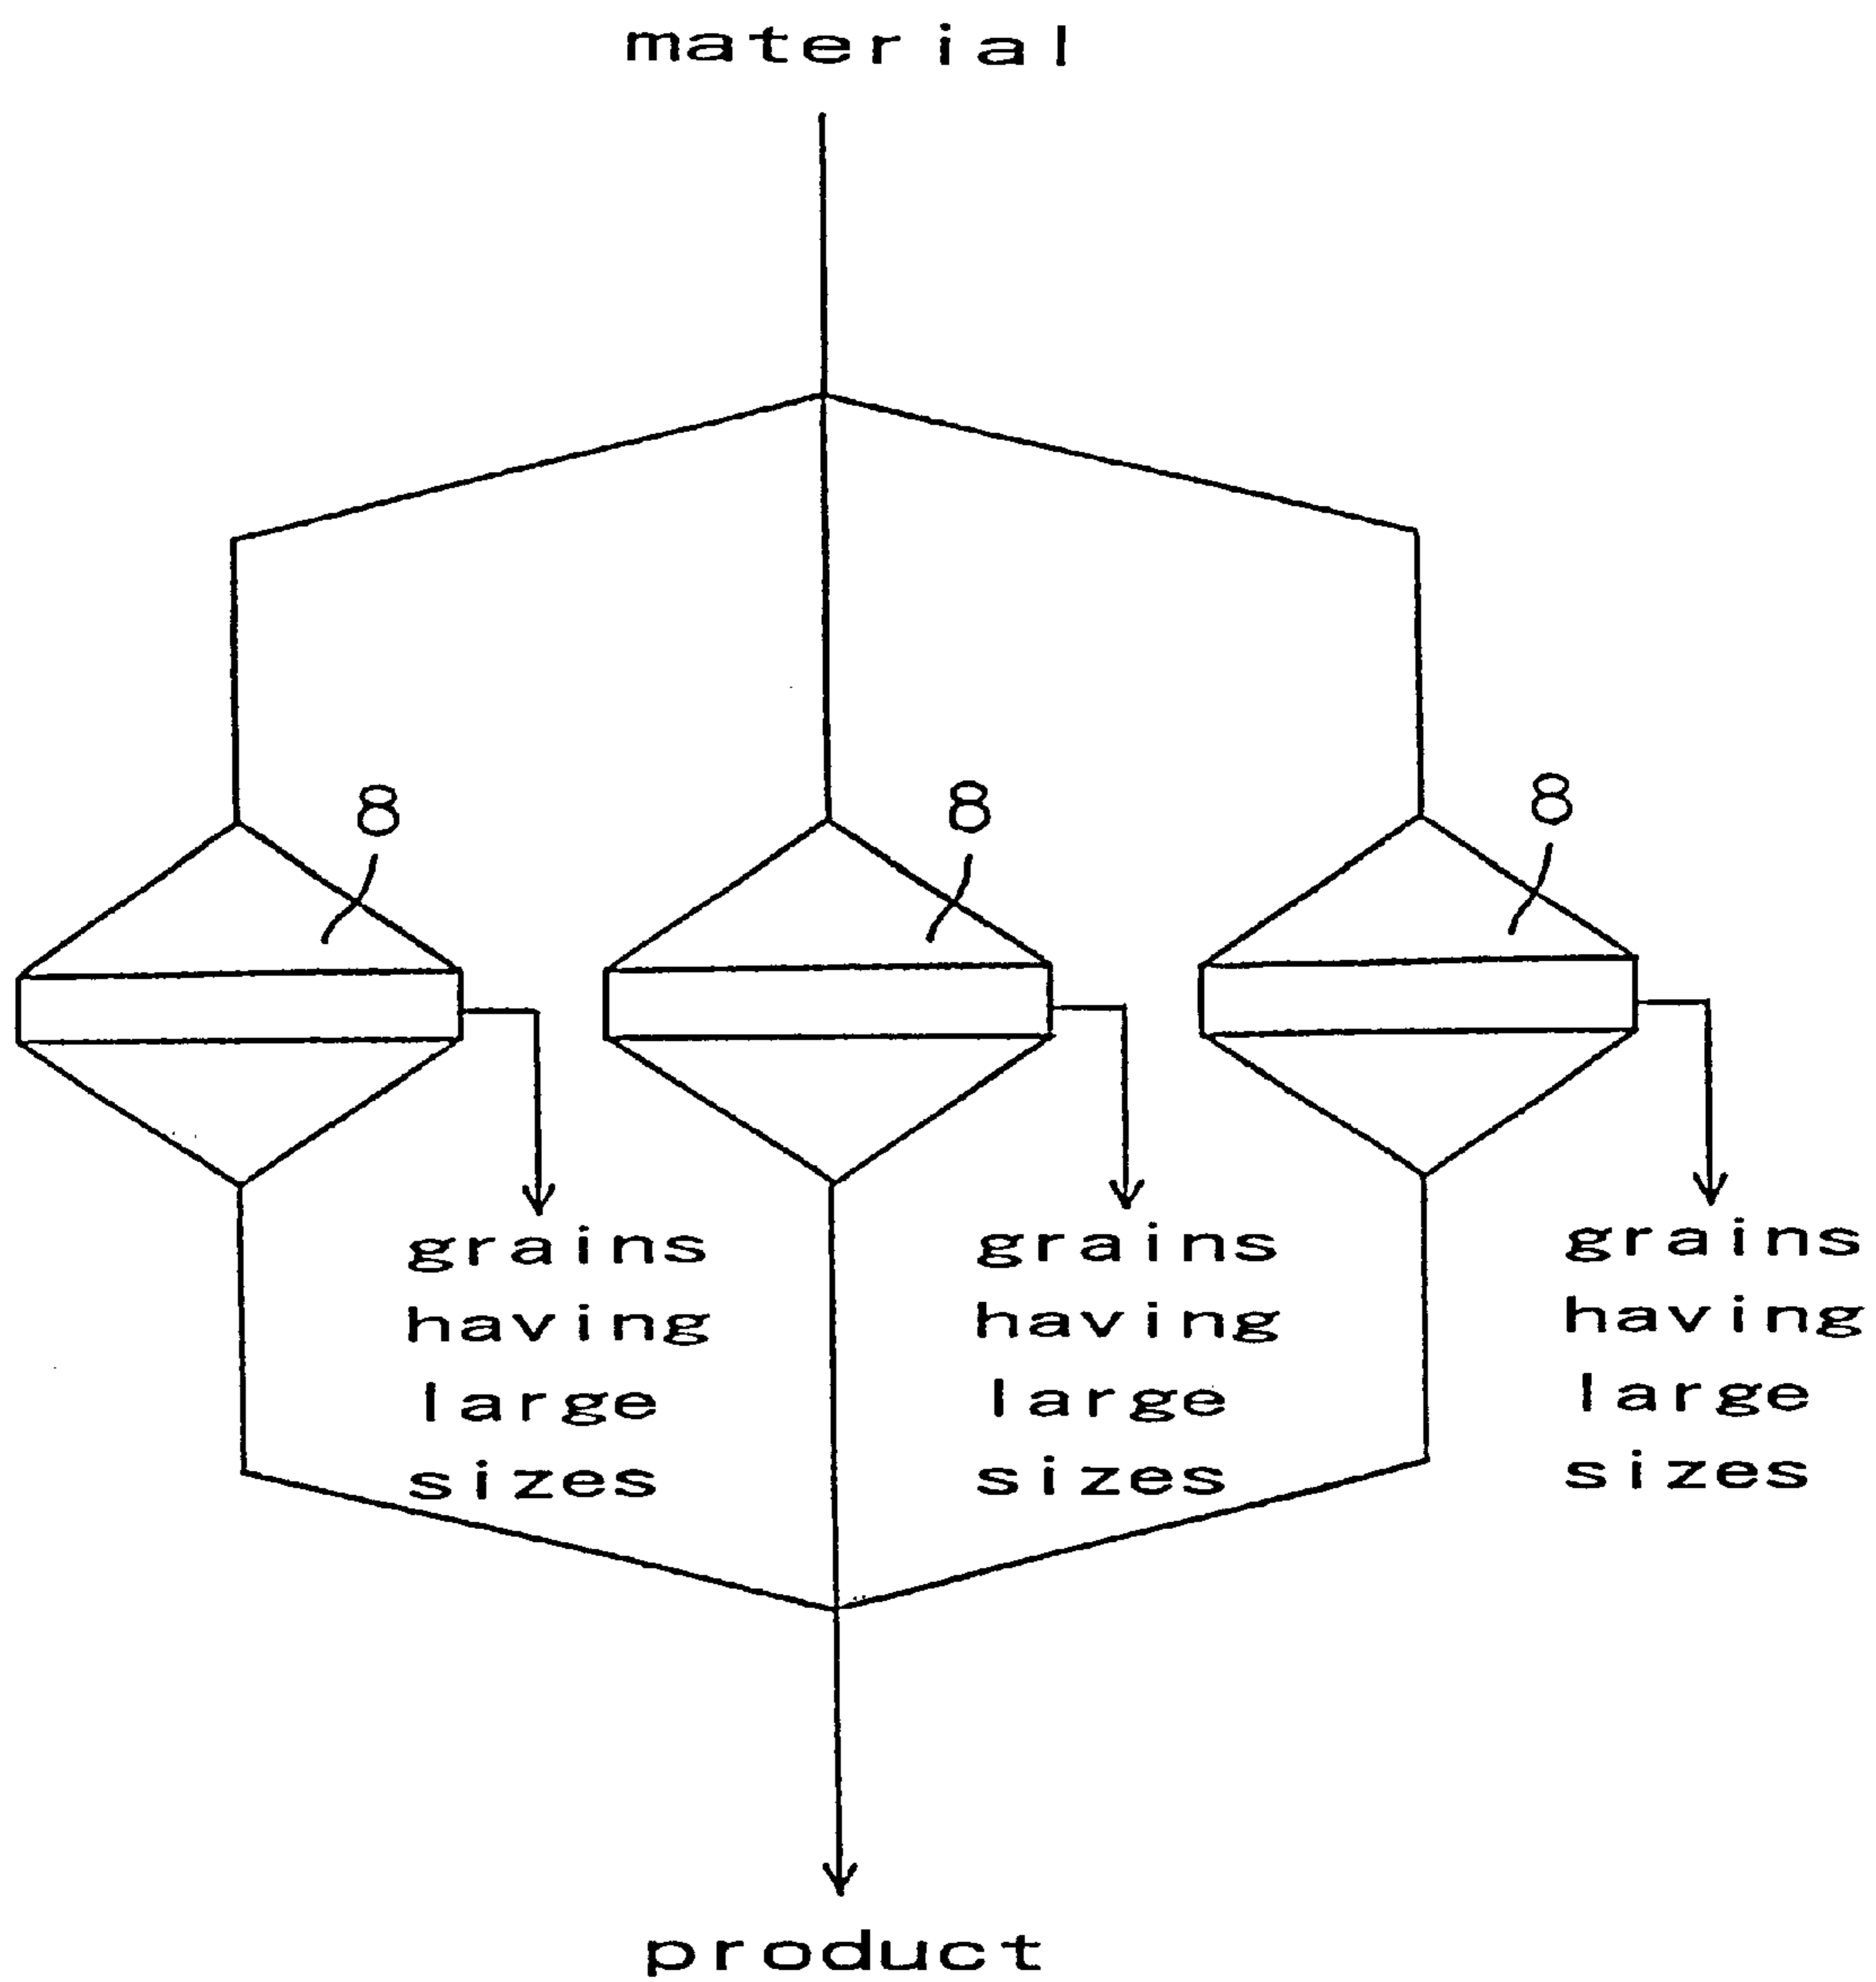 material
8
8
8
grains
having
large
sizes
grains
having
large
sizes
grains
having
large
sizes
product